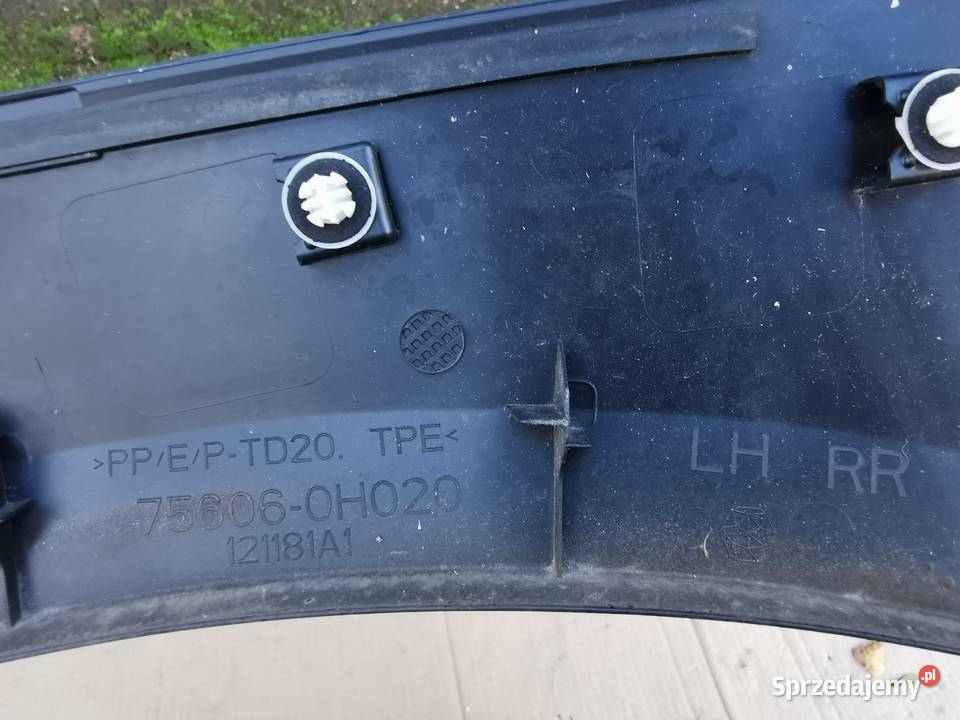 >PP/E/P-TD20. TPE<
75606-0H020
121181A1
LH RR
Sprzedajemy.pl